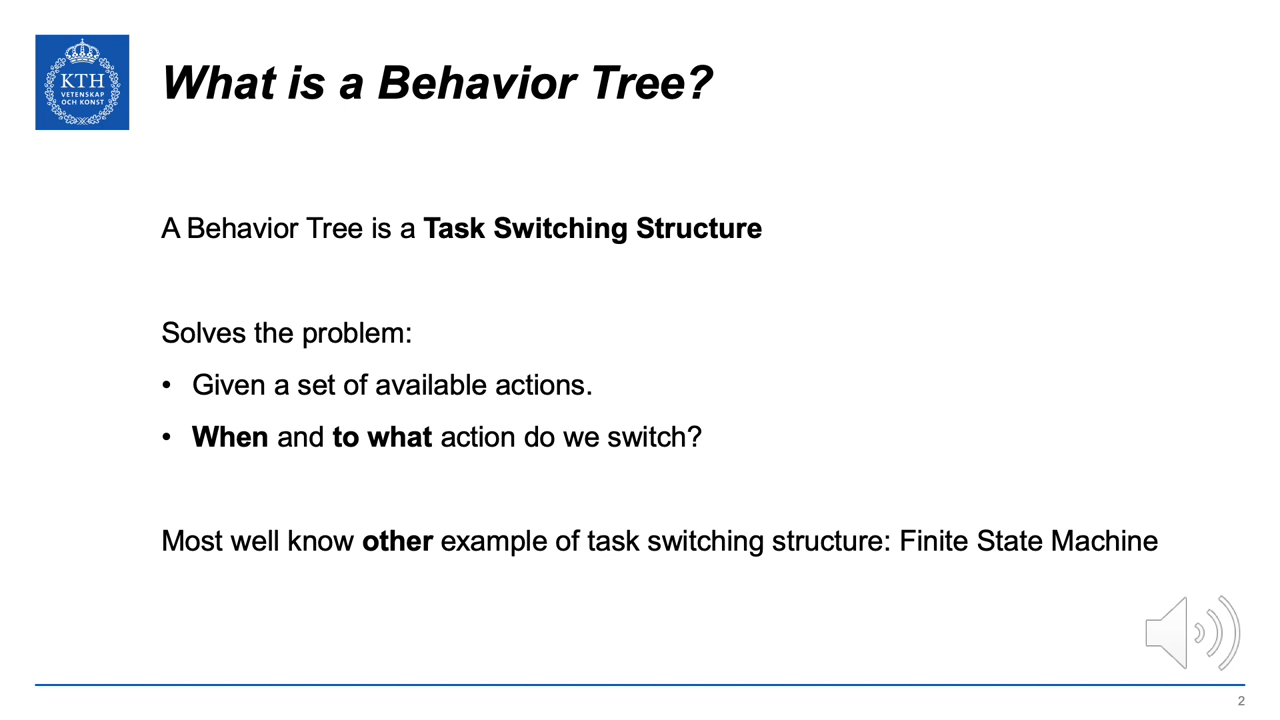 KTH
VETENSKAP
OCH KONST
What is a Behavior Tree?
A Behavior Tree is a Task Switching Structure
Solves the problem:
• Given a set of available actions.
• When and to what action do we switch?
Most well know other example of task switching structure: Finite State Machine
2